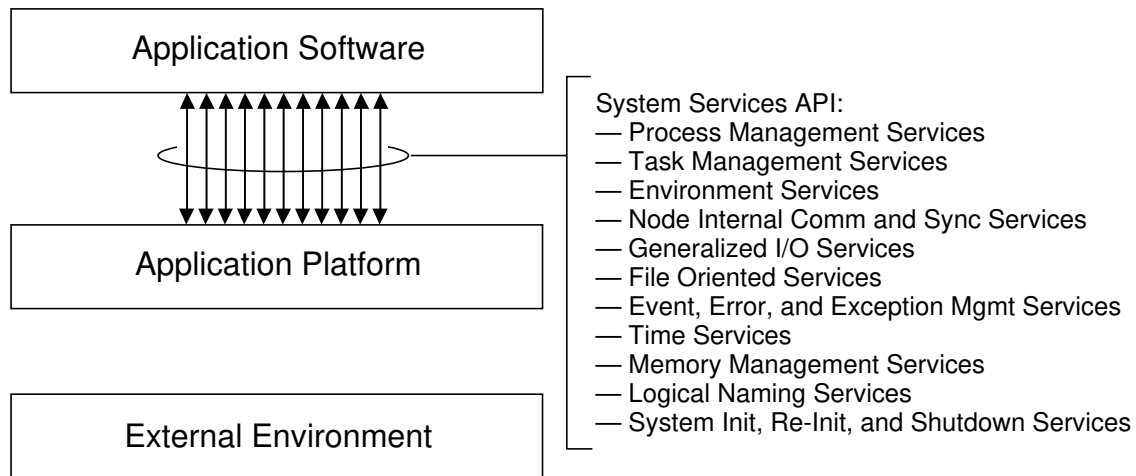 Application Software
System Services API:
— Process Management Services
— Task Management Services
— Environment Services
— Node Internal Comm and Sync Services
— Generalized I/O Services
— File Oriented Services
— Event, Error, and Exception Mgmt Services
— Time Services
— Memory Management Services
— Logical Naming Services
— System Init, Re-Init, and Shutdown Services
Application Platform
External Environment